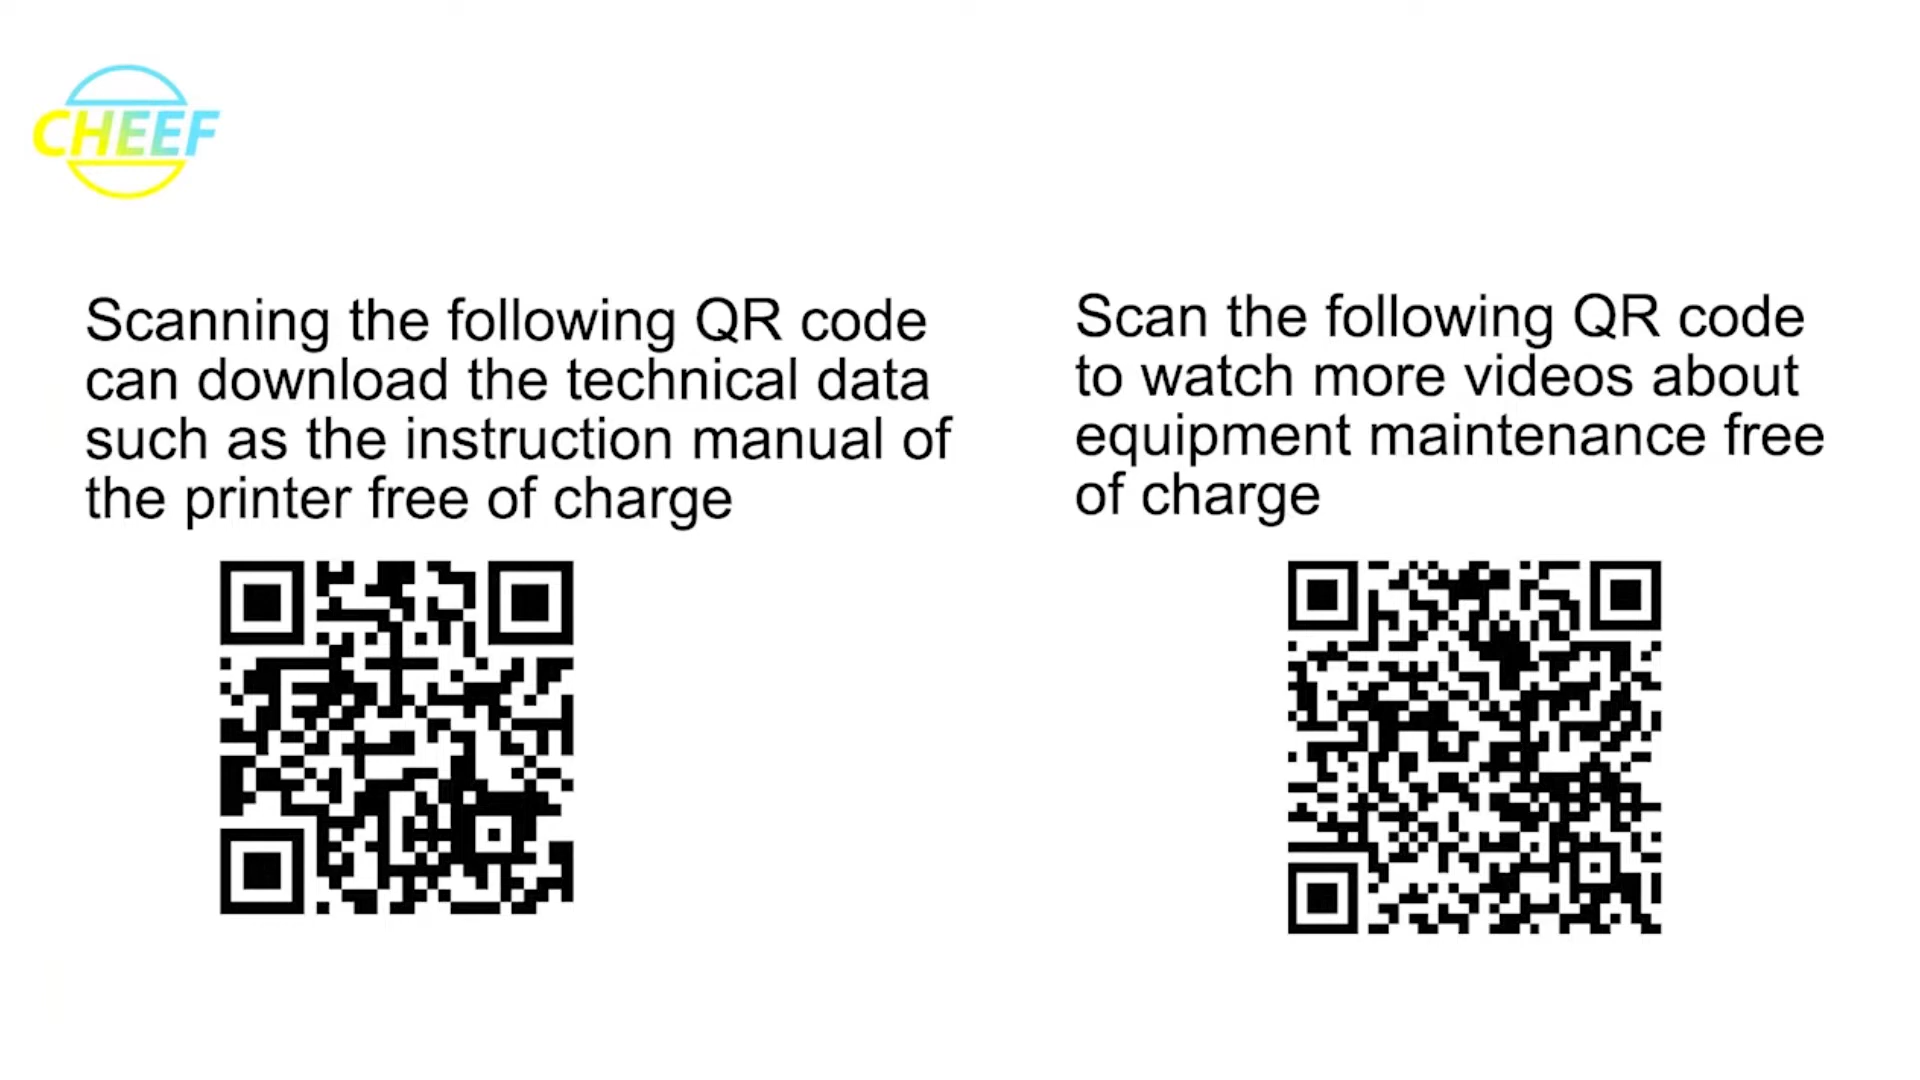 CHEEF
Scanning the following QR code
can download the technical data
such as the instruction manual of
the printer free of charge
Scan the following QR code
to watch more videos about
equipment maintenance free
of charge